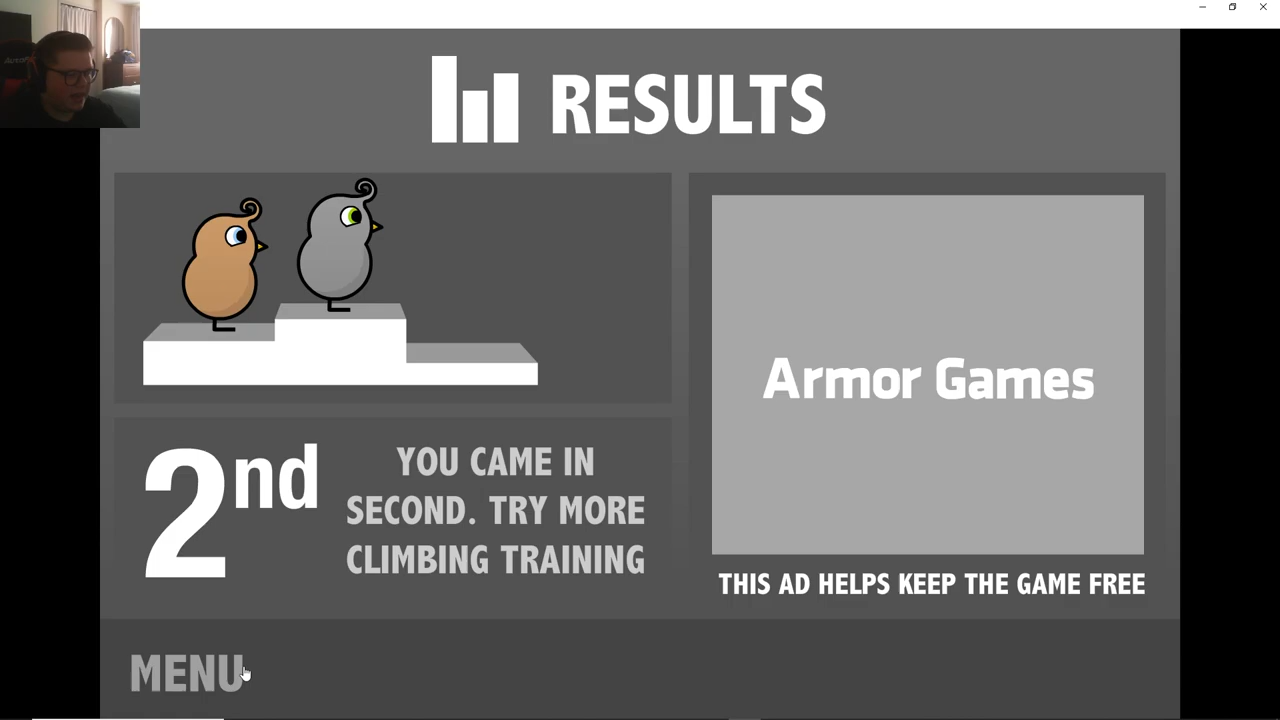 RESULTS
2nd
YOU CAME IN
SECOND. TRY MORE
CLIMBING TRAINING
Armor Games
THIS AD HELPS KEEP THE GAME FREE
MENU